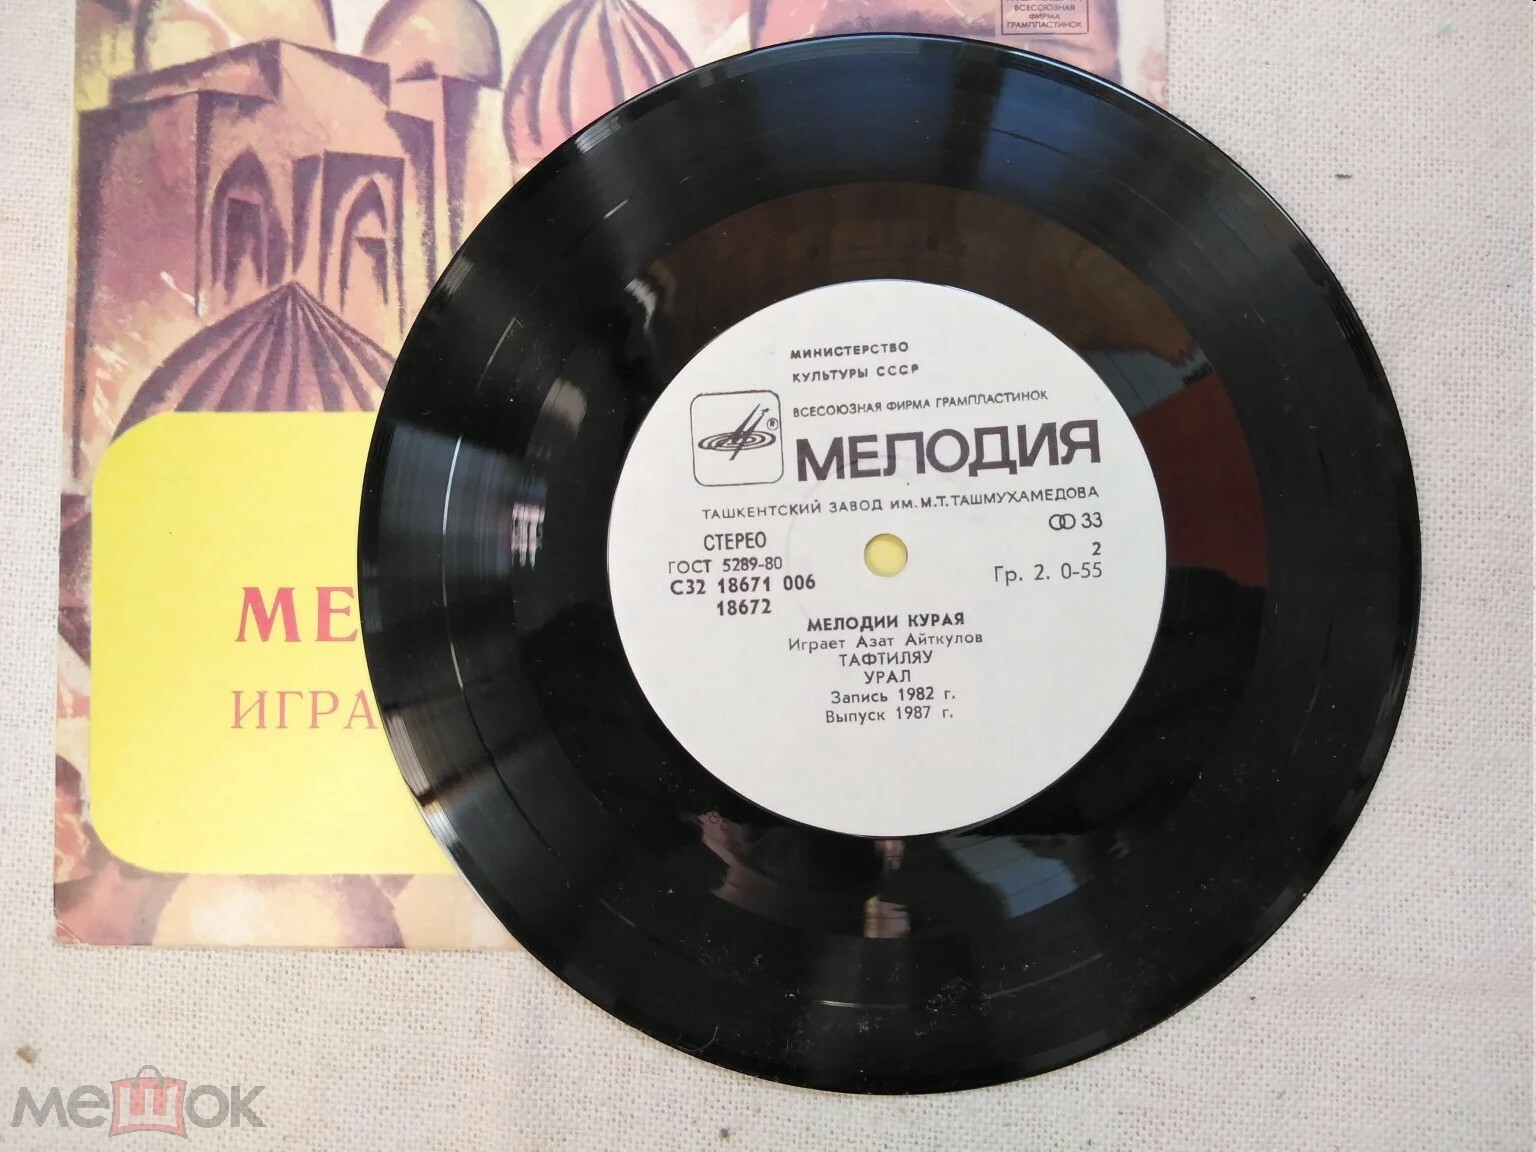 ВСЕСОЮЗНАЯ
ФИРМА
ГРАМПЛАСТИНОК
МИНИСТЕРСТВО
КУЛЬТУРЫ СССР
ВСЕСОЮЗНАЯ ФИРМА ГРАМПЛАСТИНОК
МЕЛОДИЯ
ТАШКЕНТСКИЙ ЗАВОД ИМ. М.Т. ТАШМУХАМЕДОВА
СТЕРЕО
33
ГОСТ 5289-80
2
С32 18671 006
Гр. 2. 0-55
18672
МЕЛОДИИ КУРАЯ
Играет Азат Айткулов
ТАФТИЛЯУ
УРАЛ
Запись 1982 г.
Выпуск 1987 г.
МЕ
ИГРА
мешок